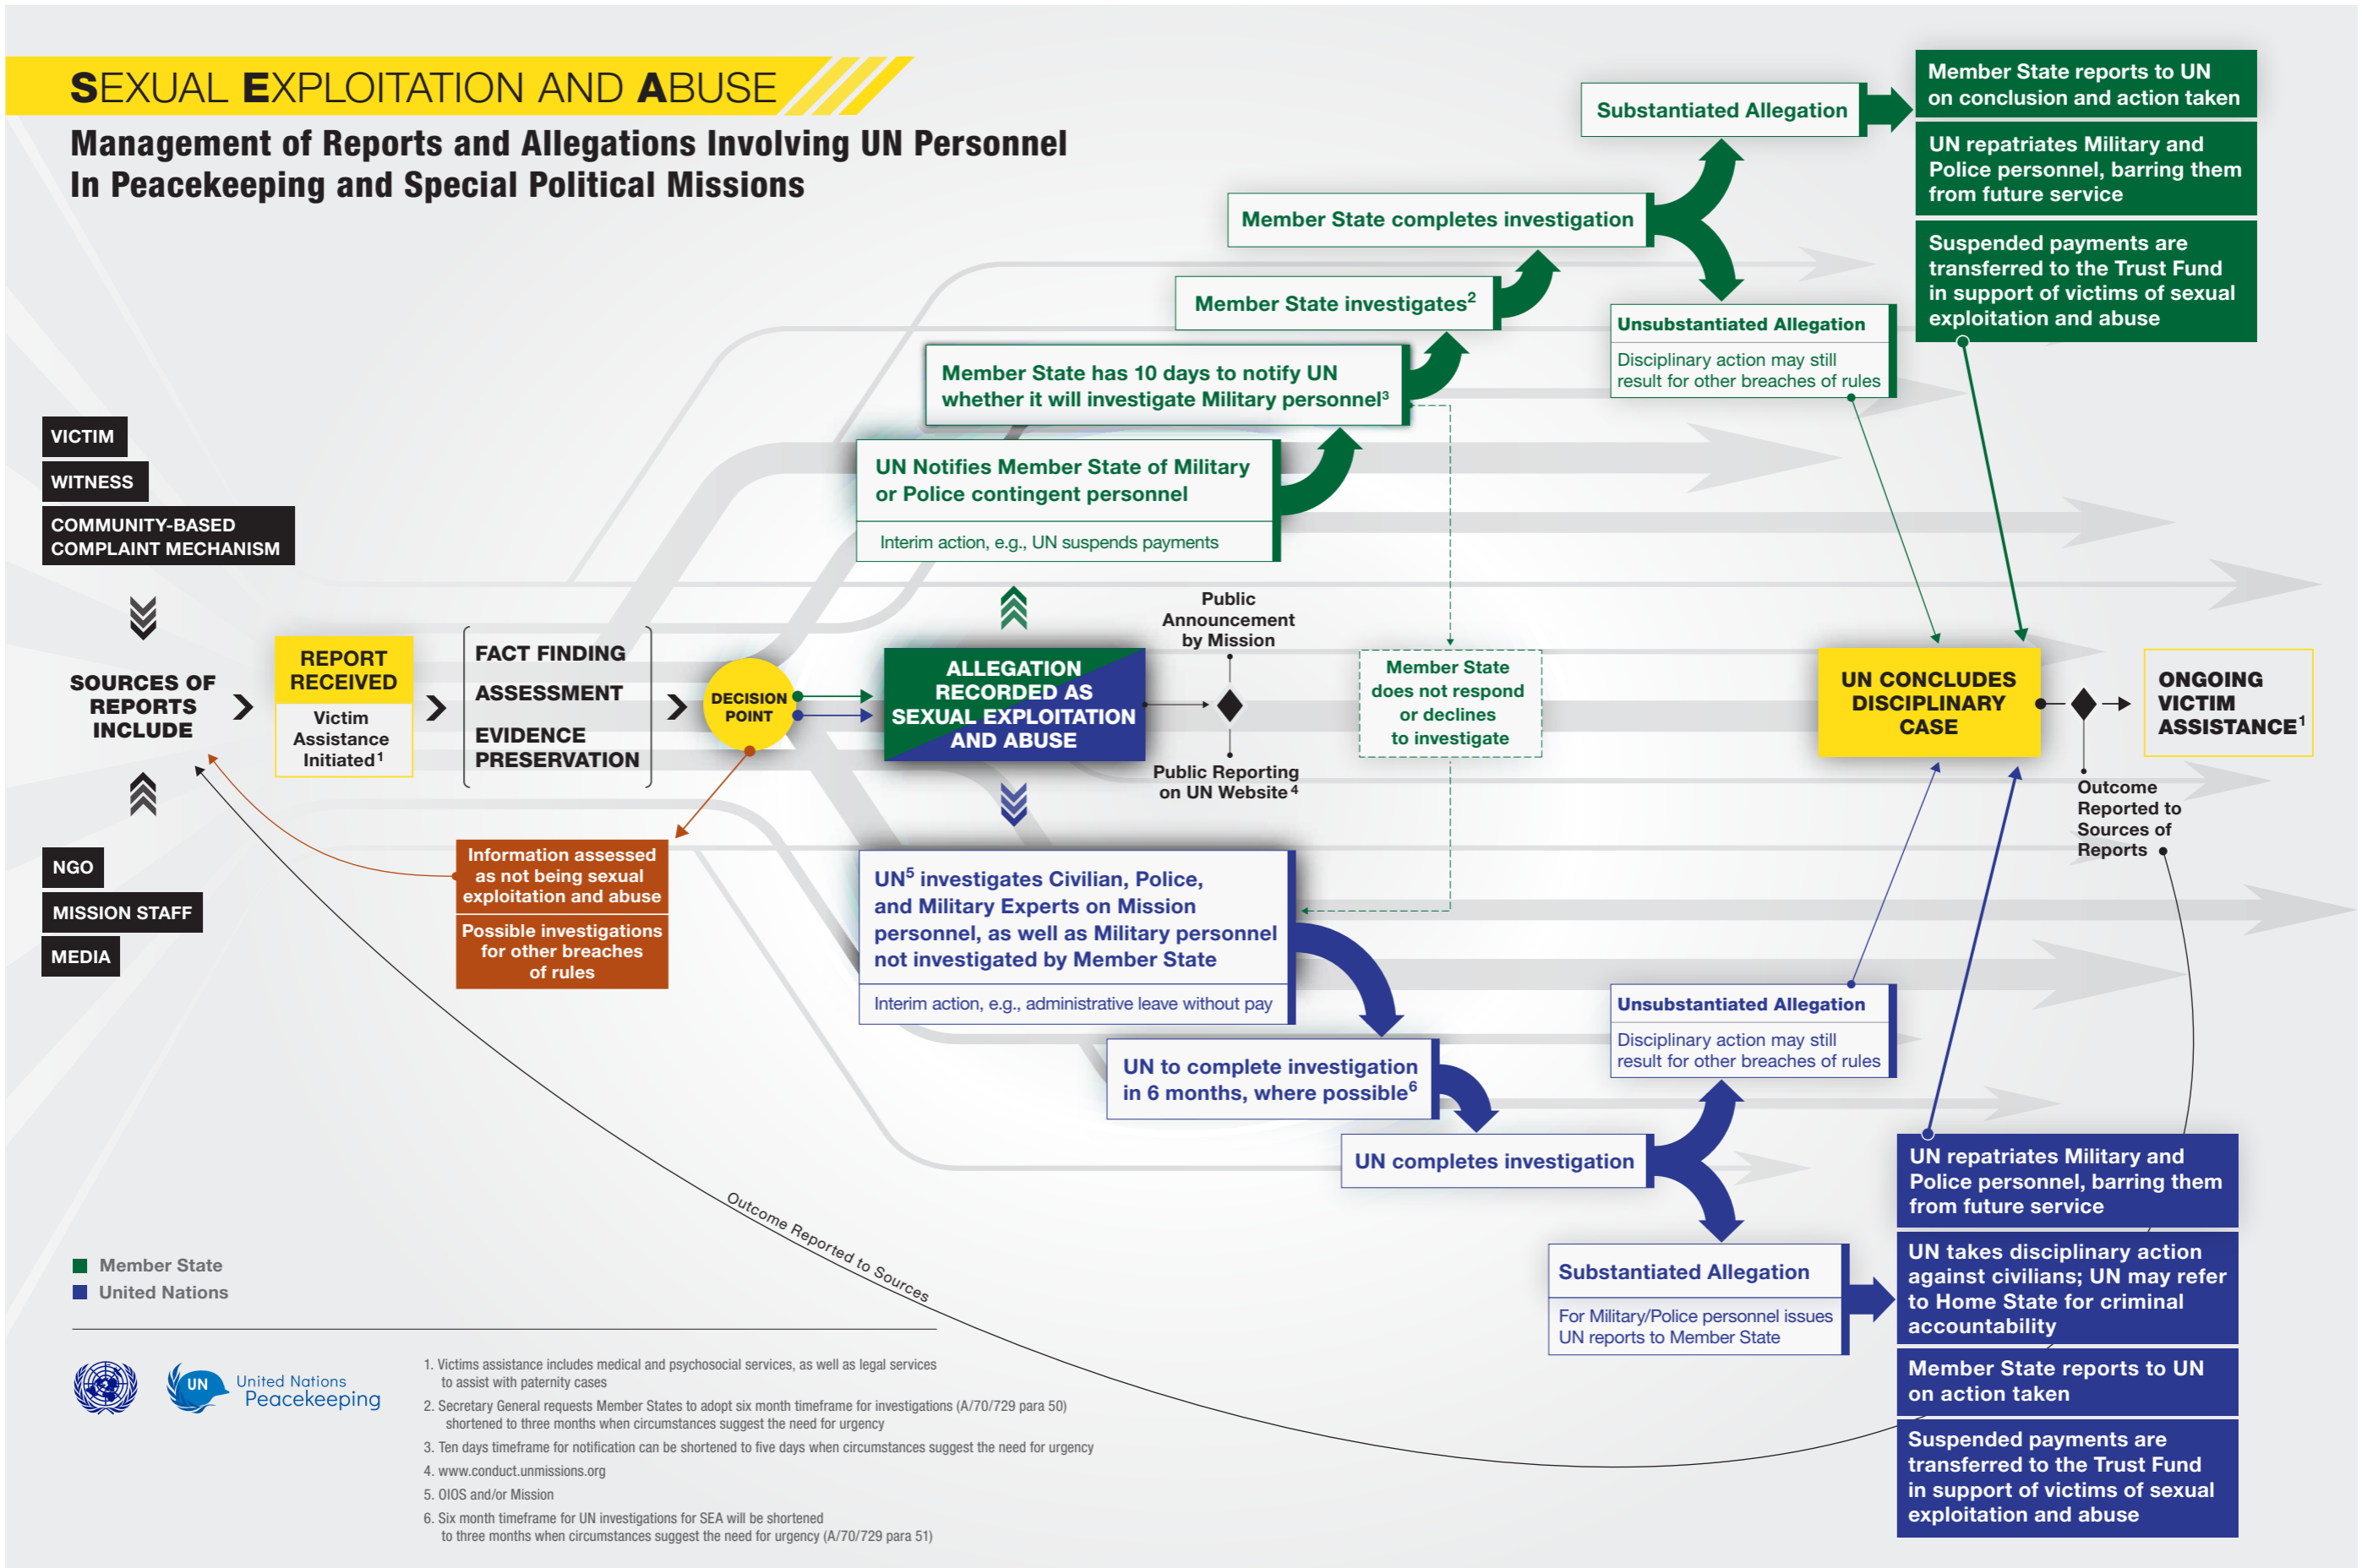 SEXUAL EXPLOITATION AND ABUSE
Management of Reports and Allegations Involving UN Personnel
In Peacekeeping and Special Political Missions
VICTIM
WITNESS
COMMUNITY-BASED
COMPLAINT MECHANISM
SOURCES OF
REPORTS
INCLUDE
NGO
MISSION STAFF
MEDIA
REPORT
RECEIVED
Victim
Assistance
Initiated1
FACT FINDING
ASSESSMENT
EVIDENCE
PRESERVATION
DECISION
POINT
Information assessed
as not being sexual
exploitation and abuse
Possible investigations
for other breaches
of rules
ALLEGATION
RECORDED AS
SEXUAL EXPLOITATION
AND ABUSE
Public
Announcement
by Mission
Public Reporting
on UN Website4
UN Notifies Member State of Military
or Police contingent personnel
Interim action, e.g., UN suspends payments
Member State has 10 days to notify UN
whether it will investigate Military personnel3
Member State investigates2
Member State completes investigation
Substantiated Allegation
Member State reports to UN
on conclusion and action taken
UN repatriates Military and
Police personnel, barring them
from future service
Suspended payments are
transferred to the Trust Fund
in support of victims of sexual
exploitation and abuse
Unsubstantiated Allegation
Disciplinary action may still
result for other breaches of rules
Member State
does not respond
or declines
to investigate
UN5 investigates Civilian, Police,
and Military Experts on Mission
personnel, as well as Military personnel
not investigated by Member State
Interim action, e.g., administrative leave without pay
UN to complete investigation
in 6 months, where possible6
UN completes investigation
Unsubstantiated Allegation
Disciplinary action may still
result for other breaches of rules
Substantiated Allegation
For Military/Police personnel issues
UN reports to Member State
UN repatriates Military and
Police personnel, barring them
from future service
UN takes disciplinary action
against civilians; UN may refer
to Home State for criminal
accountability
Member State reports to UN
on action taken
Suspended payments are
transferred to the Trust Fund
in support of victims of sexual
exploitation and abuse
UN CONCLUDES
DISCIPLINARY
CASE
ONGOING
VICTIM
ASSISTANCE1
Outcome
Reported to
Sources of
Reports
Outcome Reported to Sources
Member State
United Nations
UN
United Nations
Peacekeeping
1. Victims assistance includes medical and psychosocial services, as well as legal services
to assist with paternity cases
2. Secretary General requests Member States to adopt six month timeframe for investigations (A/70/729 para 50)
shortened to three months when circumstances suggest the need for urgency
3. Ten days timeframe for notification can be shortened to five days when circumstances suggest the need for urgency
4. www.conduct.unmissions.org
5. OIOS and/or Mission
6. Six month timeframe for UN investigations for SEA will be shortened
to three months when circumstances suggest the need for urgency (A/70/729 para 51)